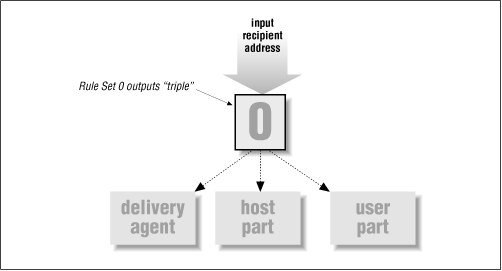 input
recipient
address
Rule Set 0 outputs “triple”
0
delivery
agent
host
part
user
part